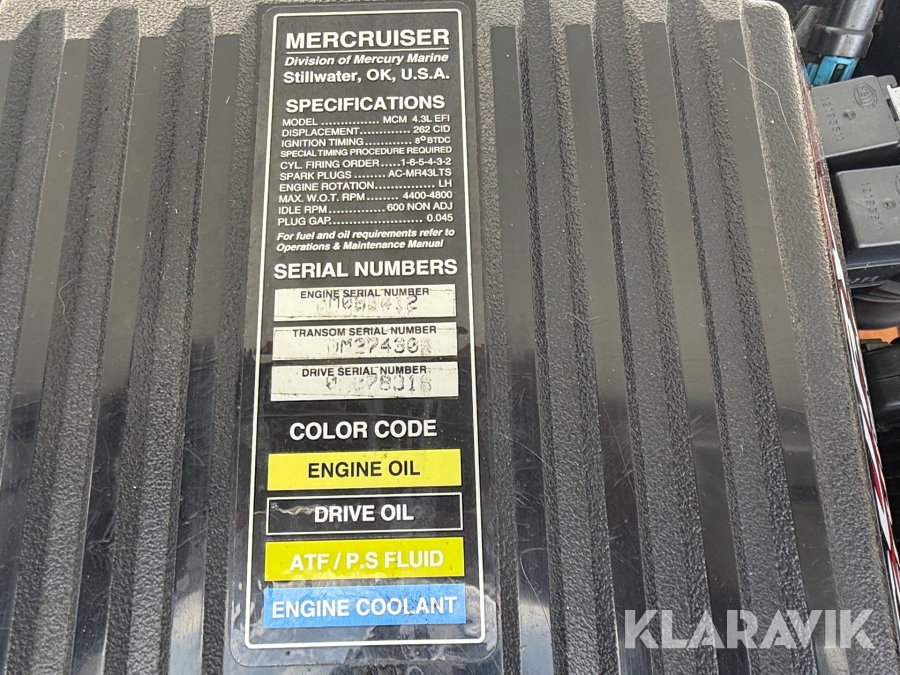 MERCRUISER
Division of Mercury Marine
Stillwater, OK, U.S.A.
SPECIFICATIONS
MODEL .................. MCM 4.3L EFI
DISPLACEMENT............. 262 CID
IGNITION TIMING............ 8° BTDC
SPECIAL TIMING PROCEDURE REQUIRED
CYL. FIRING ORDER.....1-6-5-4-3-2
SPARK PLUGS ........ AC-MR43LTS
ENGINE ROTATION................ LH
MAX. W.O.T. RPM........ 4400-4800
IDLE RPM................600 NON ADJ
PLUG GAP....................... 0.045
For fuel and oil requirements refer to
Operations & Maintenance Manual
SERIAL NUMBERS
ENGINE SERIAL NUMBER
TRANSOM SERIAL NUMBER
DRIVE SERIAL NUMBER
COLOR CODE
ENGINE OIL
DRIVE OIL
ATF / P.S FLUID
ENGINE COOLANT
KLARAVIK